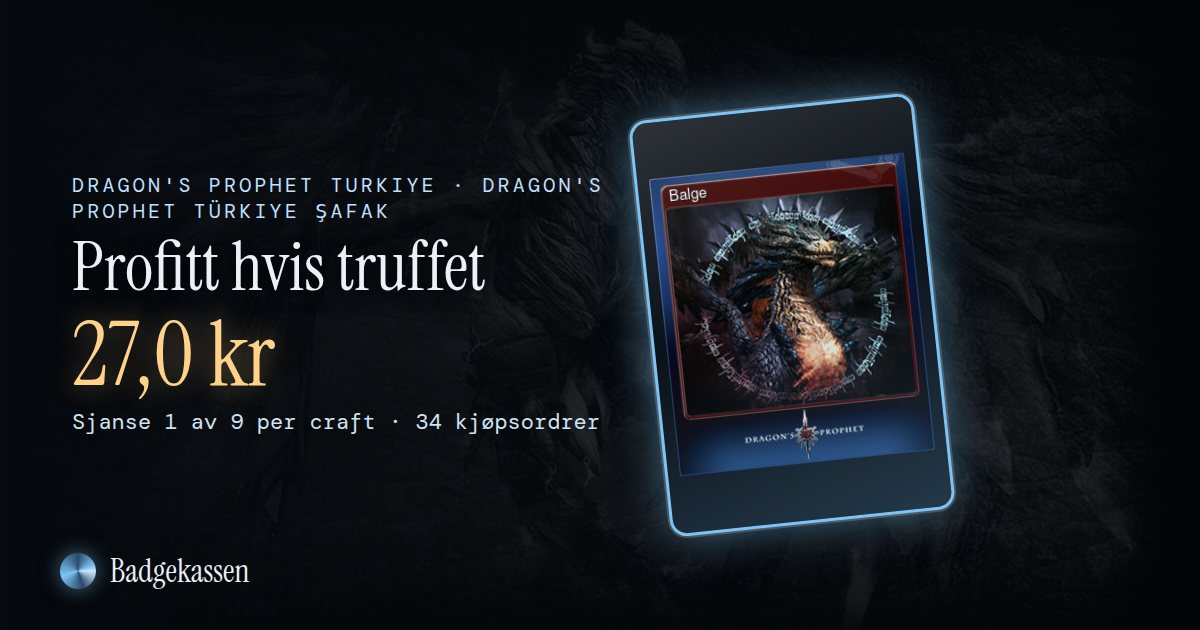 DRAGON'S PROPHET TURKIYE · DRAGON'S
PROPHET TÜRKIYE ŞAFAK
Profitt hvis truffet
27,0 kr
Sjanse 1 av 9 per craft · 34 kjøpsordrer
Badgekassen
Balge
DRAGON'S PROPHET